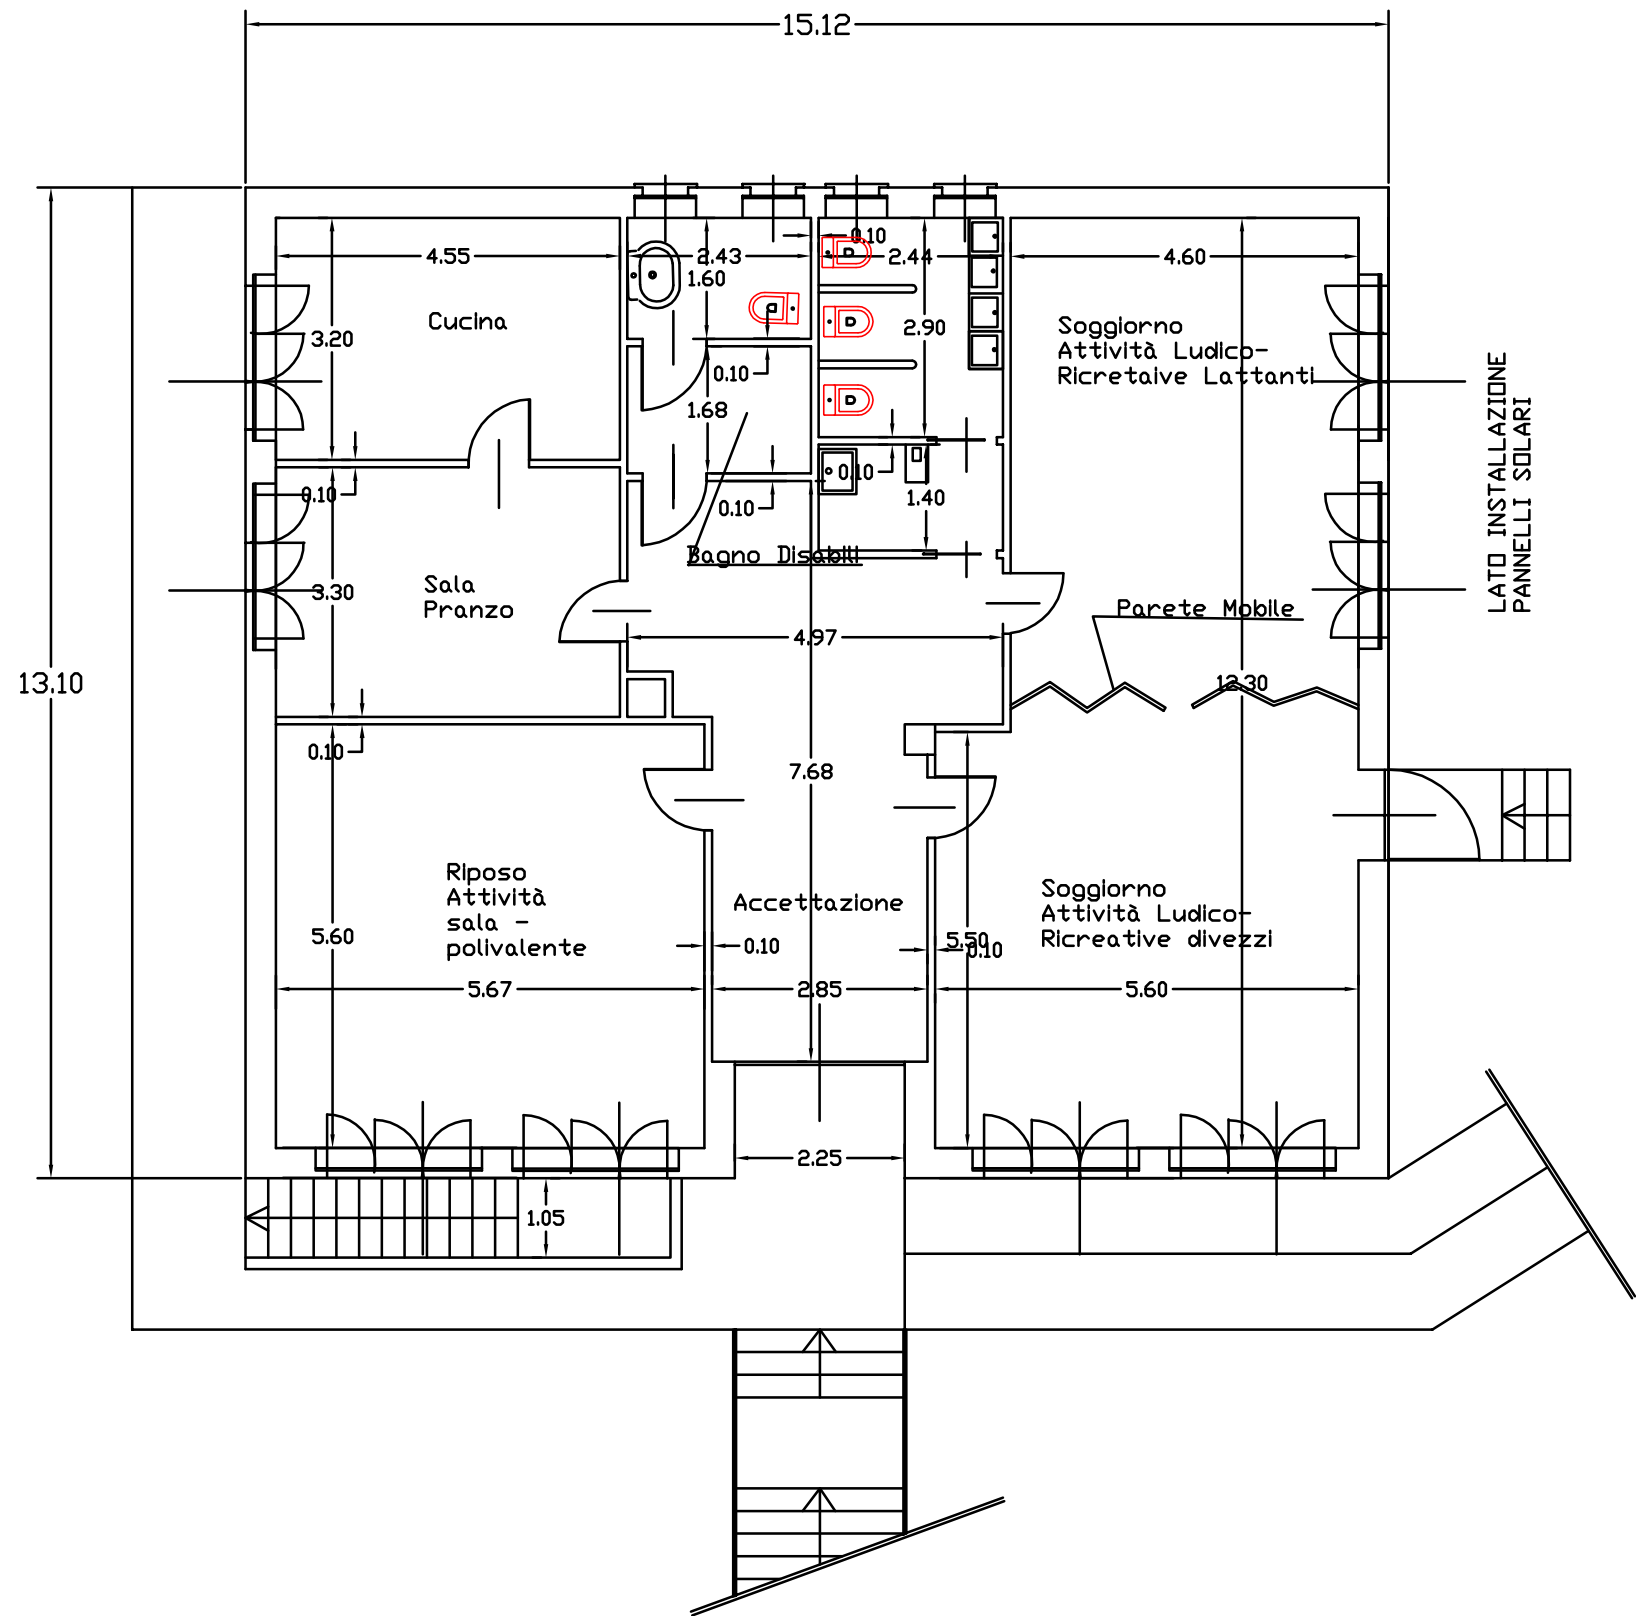 15.12
0.10
4.55
2.43
2.44
4.60
1.60
Cucina
3.20
2.90
Soggiorno
Attività Ludico-
Ricretaive Lattanti
0.10
1.68
LATO INSTALLAZIONE
PANNELLI SOLARI
0.10
0.10
0.10
1.40
Bagno Disabili
3.30
Sala
Pranzo
Parete Mobile
4.97
13.10
12.30
0.10
7.68
Riposo
Attività
sala -
polivalente
Accettazione
Soggiorno
Attività Ludico-
Ricreative divezzi
5.60
0.10
5.50
0.10
5.67
2.85
5.60
2.25
1.05